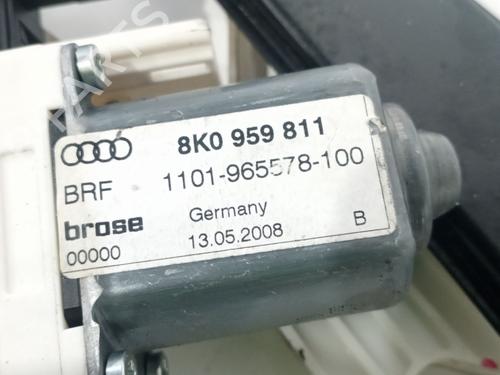 8K0 959 811
BRF 1101-965578-100
brose Germany
00000 13.05.2008 B